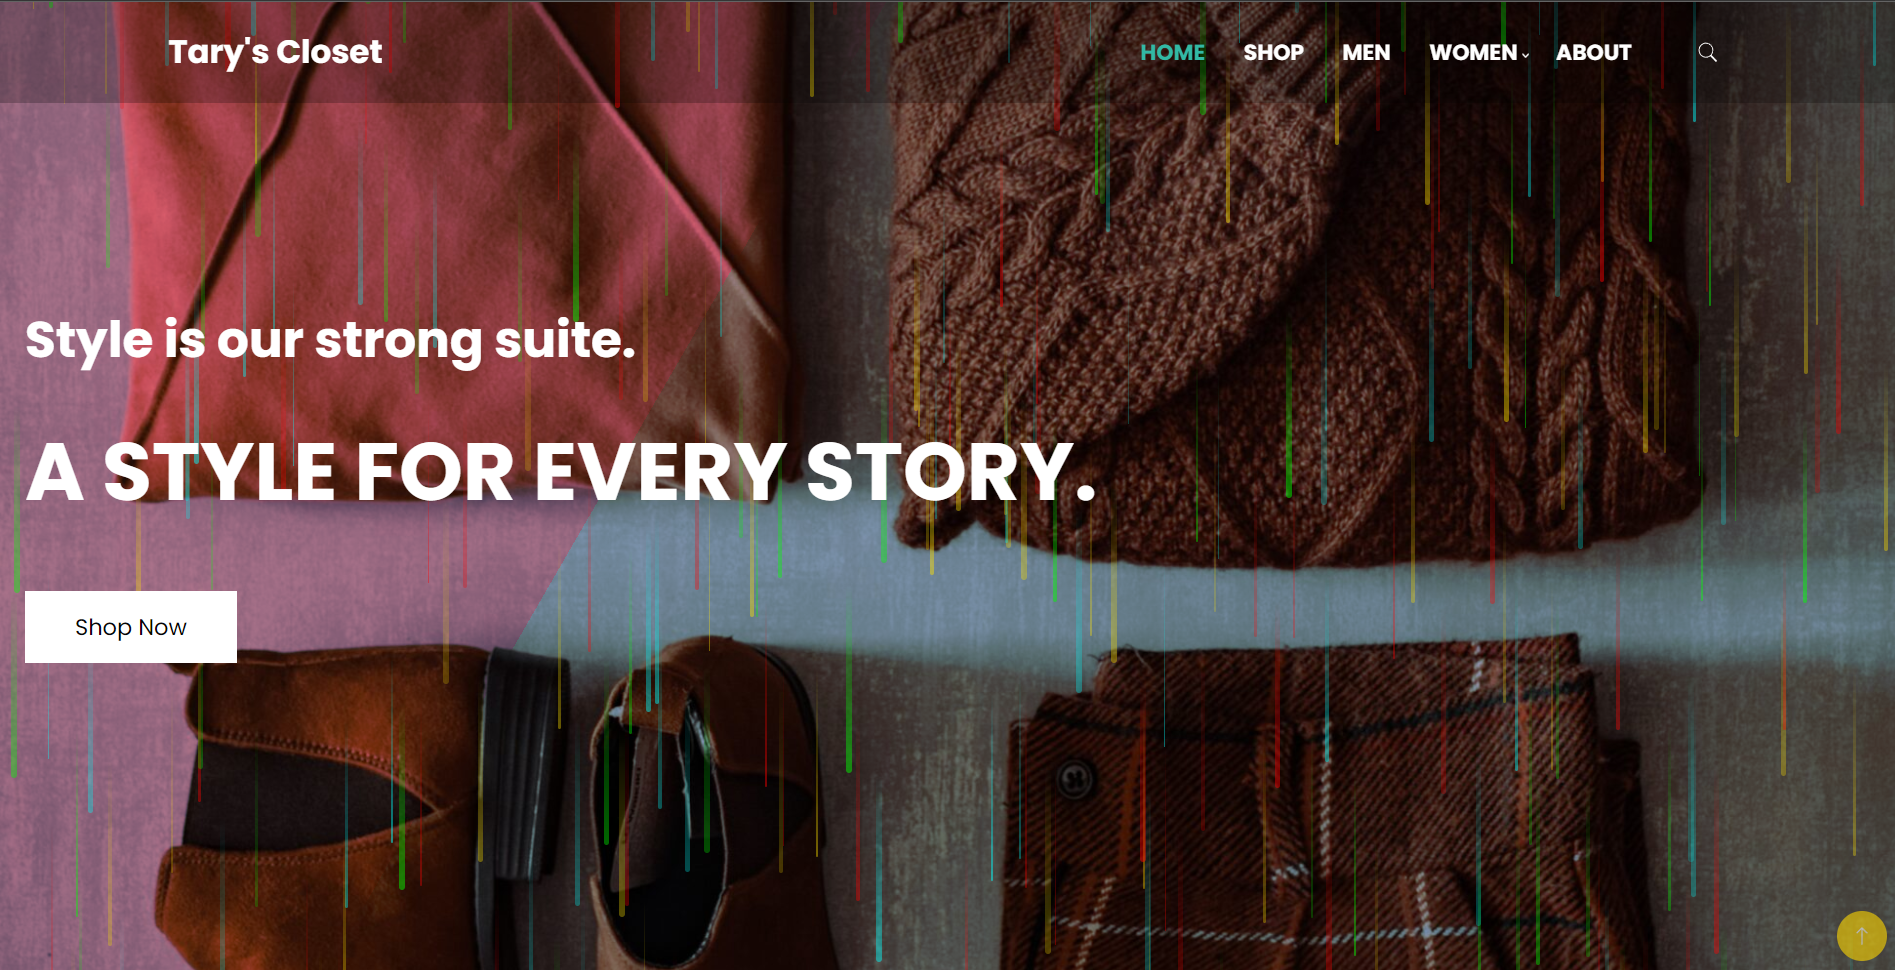 Tary's Closet
HOME SHOP MEN WOMEN ABOUT
Style is our strong suite.
A STYLE FOR EVERY STORY.
Shop Now